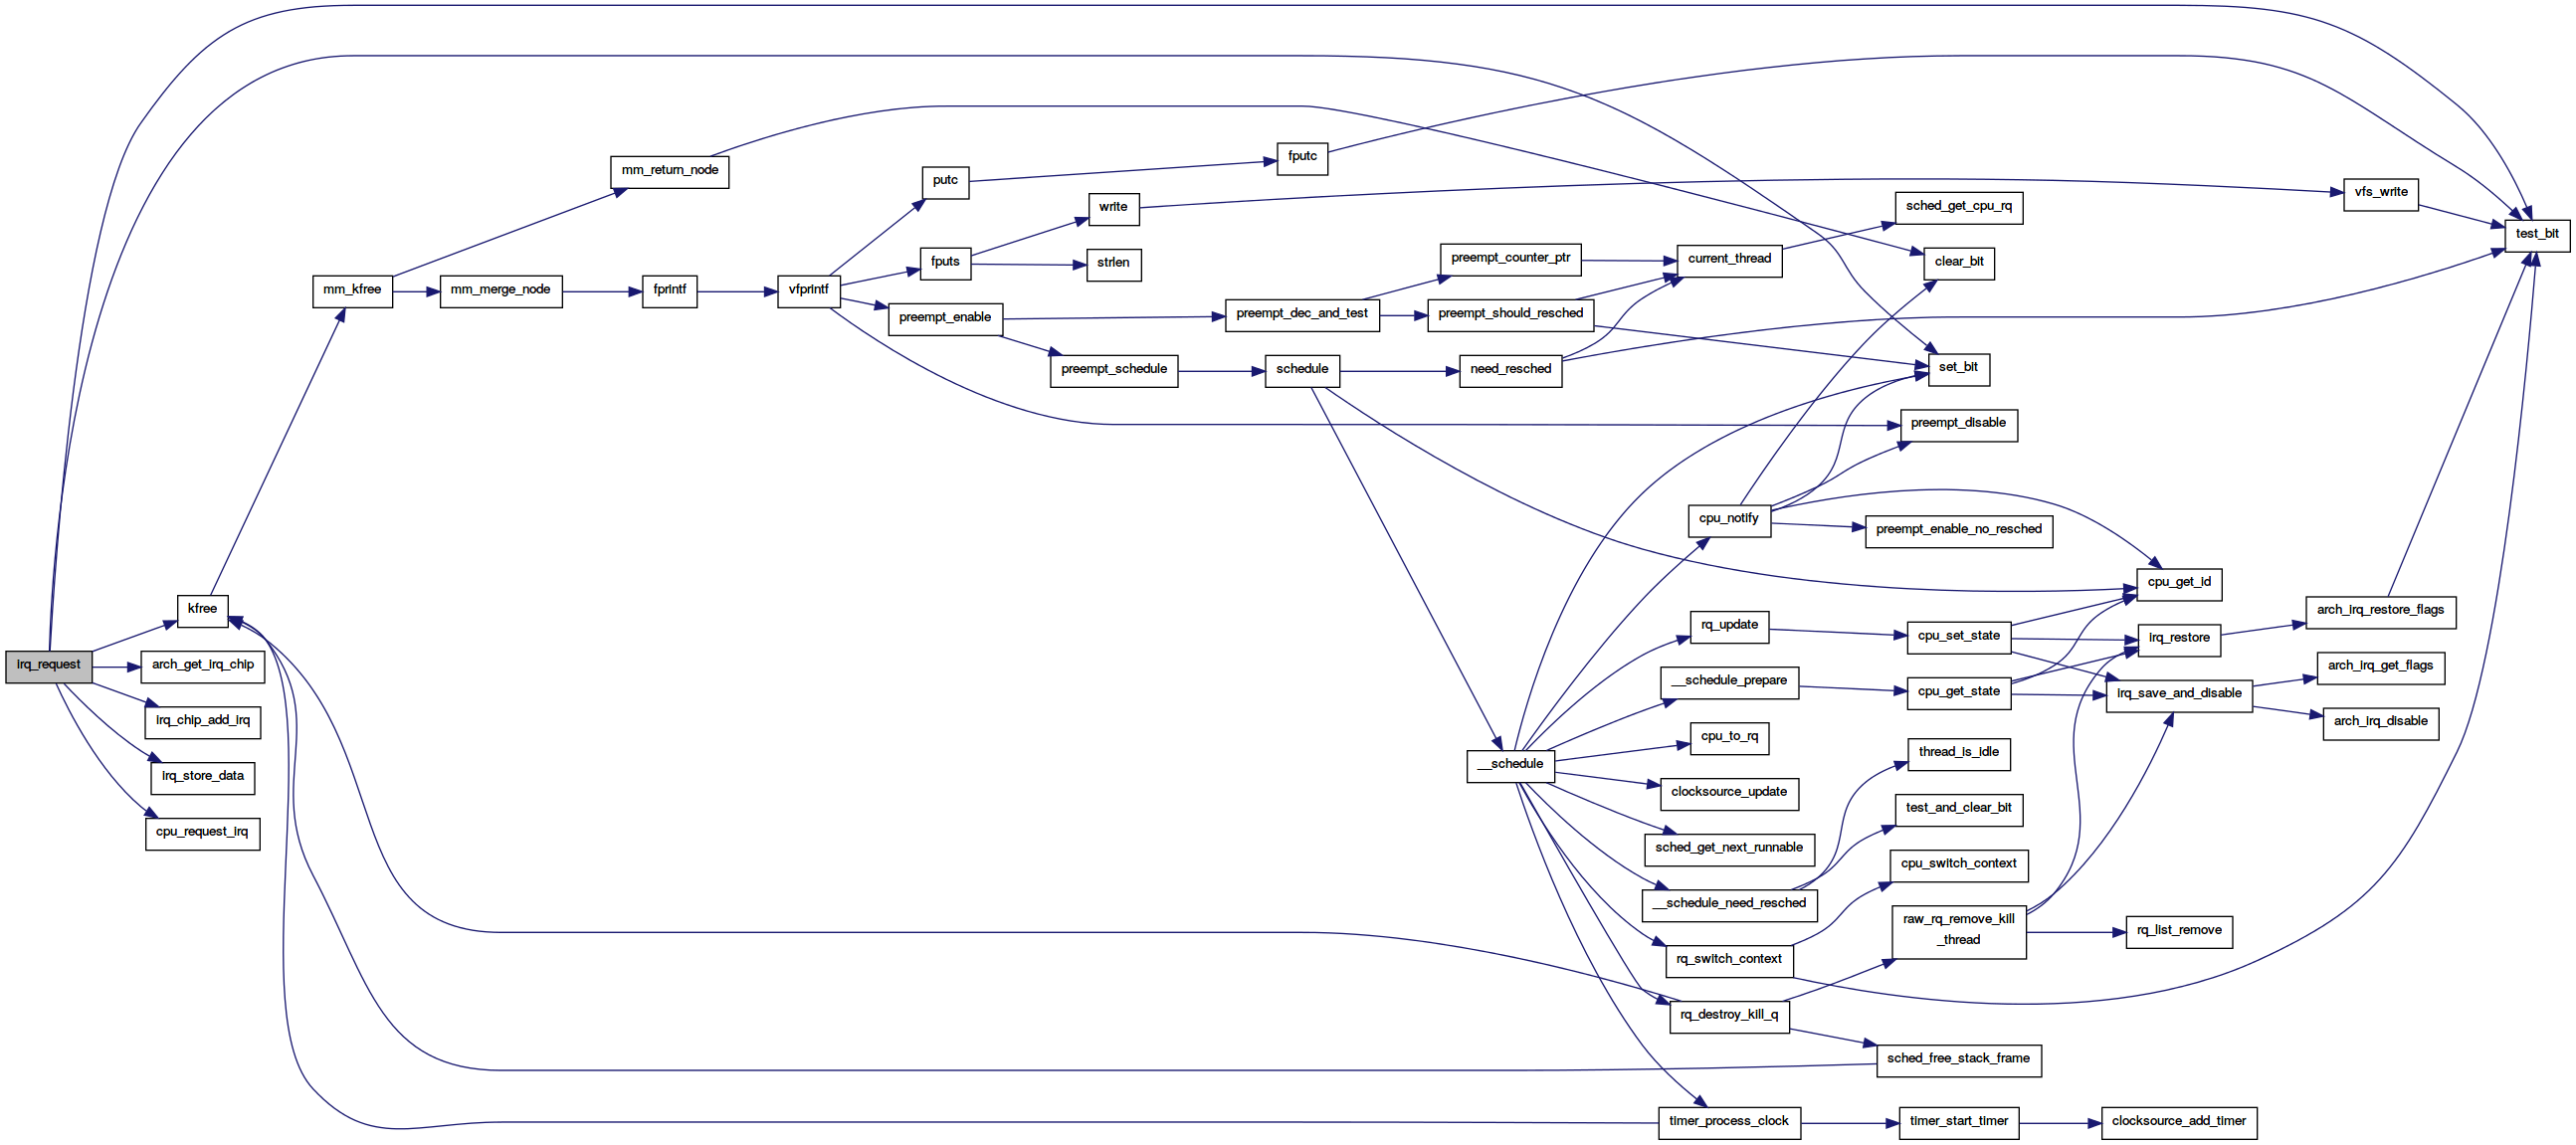 irq_request
kfree
arch_get_irq_chip
irq_chip_add_irq
irq_store_data
cpu_request_irq
mm_kfree
mm_return_node
mm_merge_node
fprintf
vfprintf
putc
fputs
preempt_enable
fputc
write
strlen
preempt_schedule
preempt_dec_and_test
schedule
preempt_counter_ptr
preempt_should_resched
need_resched
__schedule
current_thread
cpu_notify
rq_update
__schedule_prepare
cpu_to_rq
clocksource_update
sched_get_next_runnable
__schedule_need_resched
rq_switch_context
rq_destroy_kill_q
timer_process_clock
sched_get_cpu_rq
clear_bit
set_bit
preempt_disable
preempt_enable_no_resched
cpu_set_state
cpu_get_state
thread_is_idle
test_and_clear_bit
cpu_switch_context
raw_rq_remove_kill
_thread
sched_free_stack_frame
timer_start_timer
cpu_get_id
irq_restore
irq_save_and_disable
rq_list_remove
clocksource_add_timer
vfs_write
arch_irq_restore_flags
arch_irq_get_flags
arch_irq_disable
test_bit